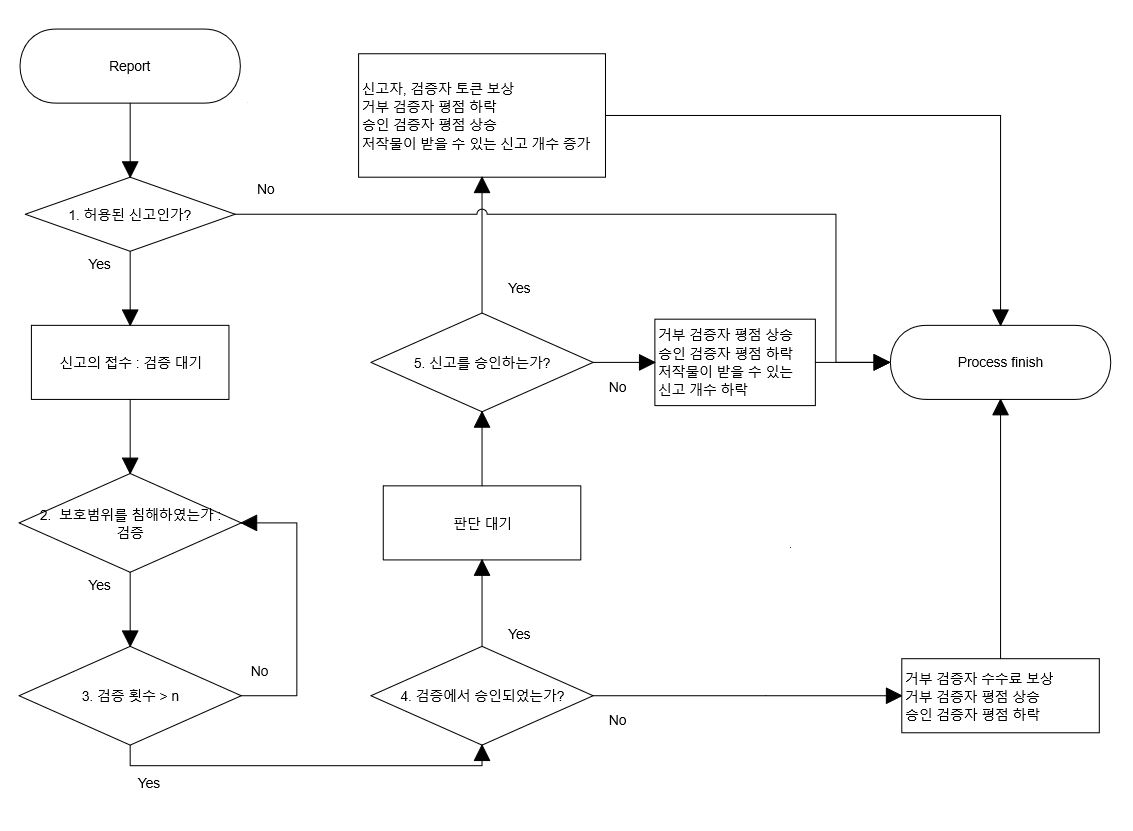 Report
1. 허용된 신고인가?
No
Yes
신고의 접수 : 검증 대기
2. 보호범위를 침해하였는가 :
검증
Yes
3. 검증 횟수 > n
No
Yes
4. 검증에서 승인되었는가?
No
Yes
판단 대기
5. 신고를 승인하는가?
No
Yes
신고자, 검증자 토큰 보상
거부 검증자 평점 하락
승인 검증자 평점 상승
저작물이 받을 수 있는 신고 개수 증가
거부 검증자 평점 상승
승인 검증자 평점 하락
저작물이 받을 수 있는
신고 개수 하락
거부 검증자 수수료 보상
거부 검증자 평점 상승
승인 검증자 평점 하락
Process finish